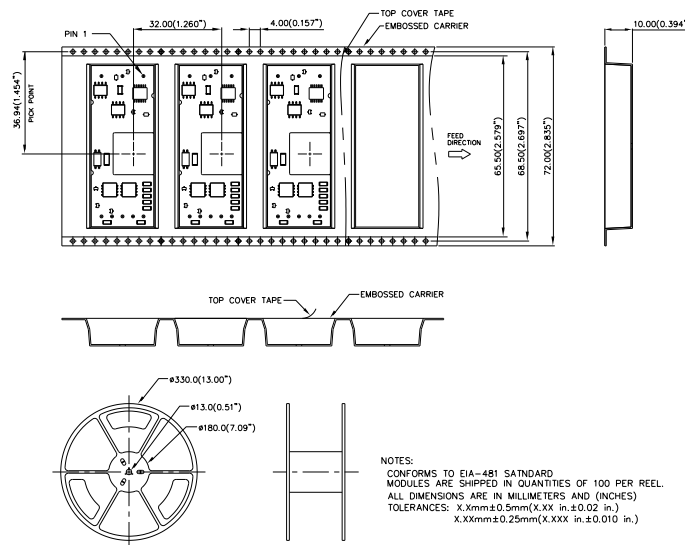 32.00(1.260")
4.00(0.157")
TOP COVER TAPE
EMBOSSED CARRIER
10.00(0.394"
PIN 1
36.94(1.454")
PICK POINT
FEED
DIRECTION
65.50(2.579")
68.50(2.697")
72.00(2.835")
TOP COVER TAPE
EMBOSSED CARRIER
ø330.0(13.00")
ø13.0(0.51")
ø180.0(7.09")
NOTES:
CONFORMS TO EIA-481 SATNDARD
MODULES ARE SHIPPED IN QUANTITIES OF 100 PER REEL.
ALL DIMENSIONS ARE IN MILLIMETERS AND (INCHES)
TOLERANCES: X.Xmm±0.5mm(X.XX in.±0.02 in.)
X.XXmm±0.25mm(X.XXX in.±0.010 in.)